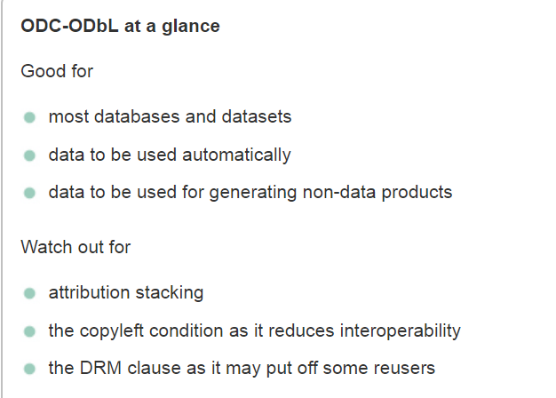 ODC-ODbL at a glance
Good for
most databases and datasets
data to be used automatically
data to be used for generating non-data products
Watch out for
attribution stacking
the copyleft condition as it reduces interoperability
the DRM clause as it may put off some reusers